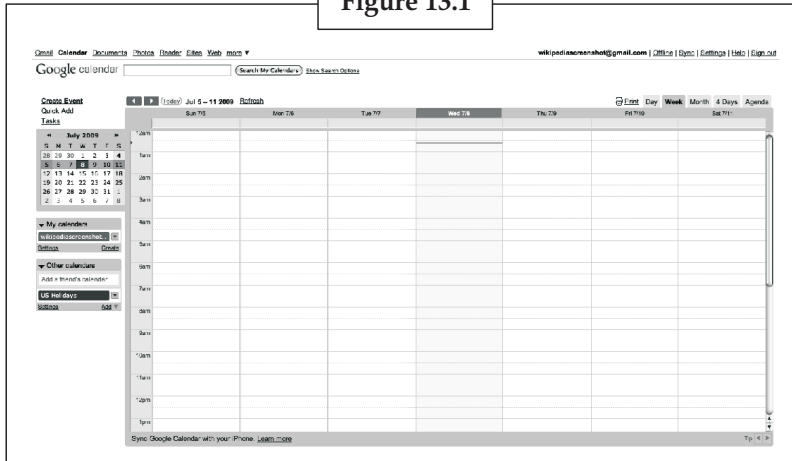 Figure 13.1
Gmail Calendar Documents Photos Reader Sites Web more ▼
wikipediascreenshot@gmail.com | Offline | Sync | Settings | Help | Sign out
Google calendar
Search My Calendars Show Search Options
Create Event
Quick Add
Tasks
Today Jul 5 – 11 2009 Refresh
Print Day Week Month 4 Days Agenda
Sun 7/5 Mon 7/6 Tue 7/7 Wed 7/8 Thu 7/9 Fri 7/10 Sat 7/11
« July 2009 »
S M T W T F S
28 29 30 1 2 3 4
5 6 7 8 9 10 11
12 13 14 15 16 17 18
19 20 21 22 23 24 25
26 27 28 29 30 31 1
2 3 4 5 6 7 8
My calendars
wikipediascreenshot...
Settings Create
Other calendars
Add a friend's calendar
US Holidays
Settings Add ▼
12am
1am
2am
3am
4am
5am
6am
7am
8am
9am
10am
11am
12pm
1pm
Sync Google Calendar with your iPhone. Learn more
Tip < >